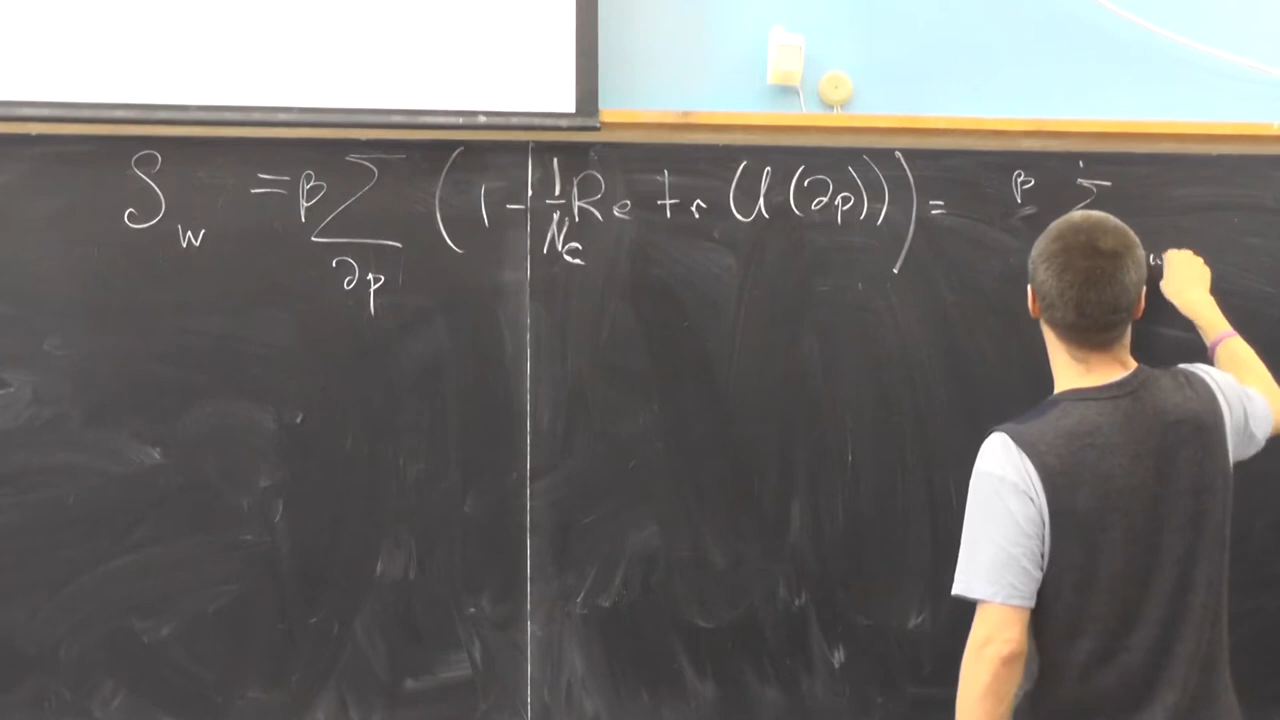 S_w = β Σ_{∂p} (1 - 1/N_c Re tr (U(∂p))) = β Σ